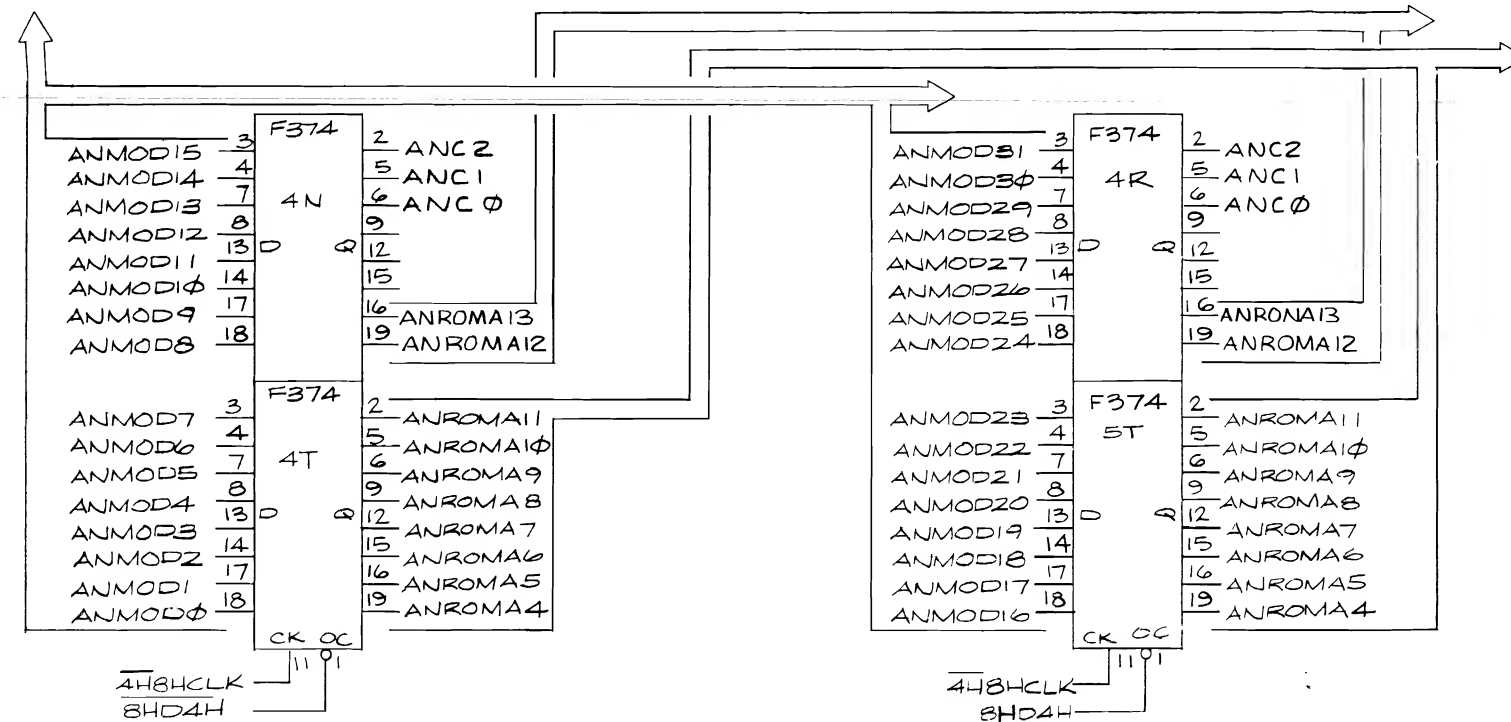 F374
4N
D Q
ANMOD15 3
ANMOD14 4
ANMOD13 7
ANMOD12 8
ANMOD11 13
ANMOD1Ø 14
ANMOD9 17
ANMOD8 18
2 ANC2
5 ANC1
6 ANCØ
9
12
15
16 ANROMA13
19 ANROMA12
F374
4T
D Q
ANMOD7 3
ANMOD6 4
ANMOD5 7
ANMOD4 8
ANMOD3 13
ANMOD2 14
ANMOD1 17
ANMODØ 18
2 ANROMA11
5 ANROMA1Ø
6 ANROMA9
9 ANROMA8
12 ANROMA7
15 ANROMA6
16 ANROMA5
19 ANROMA4
CK OC
11 1
4H8HCLK
8HD4H
F374
4R
D Q
ANMOD31 3
ANMOD3Ø 4
ANMOD29 7
ANMOD28 8
ANMOD27 13
ANMOD26 14
ANMOD25 17
ANMOD24 18
2 ANC2
5 ANC1
6 ANCØ
9
12
15
16 ANRONA13
19 ANROMA12
F374
5T
D Q
ANMOD23 3
ANMOD22 4
ANMOD21 7
ANMOD20 8
ANMOD19 13
ANMOD18 14
ANMOD17 17
ANMOD16 18
2 ANROMA11
5 ANROMA1Ø
6 ANROMA9
9 ANROMA8
12 ANROMA7
15 ANROMA6
16 ANROMA5
19 ANROMA4
CK OC
11 1
4H8HCLK
8HD4H